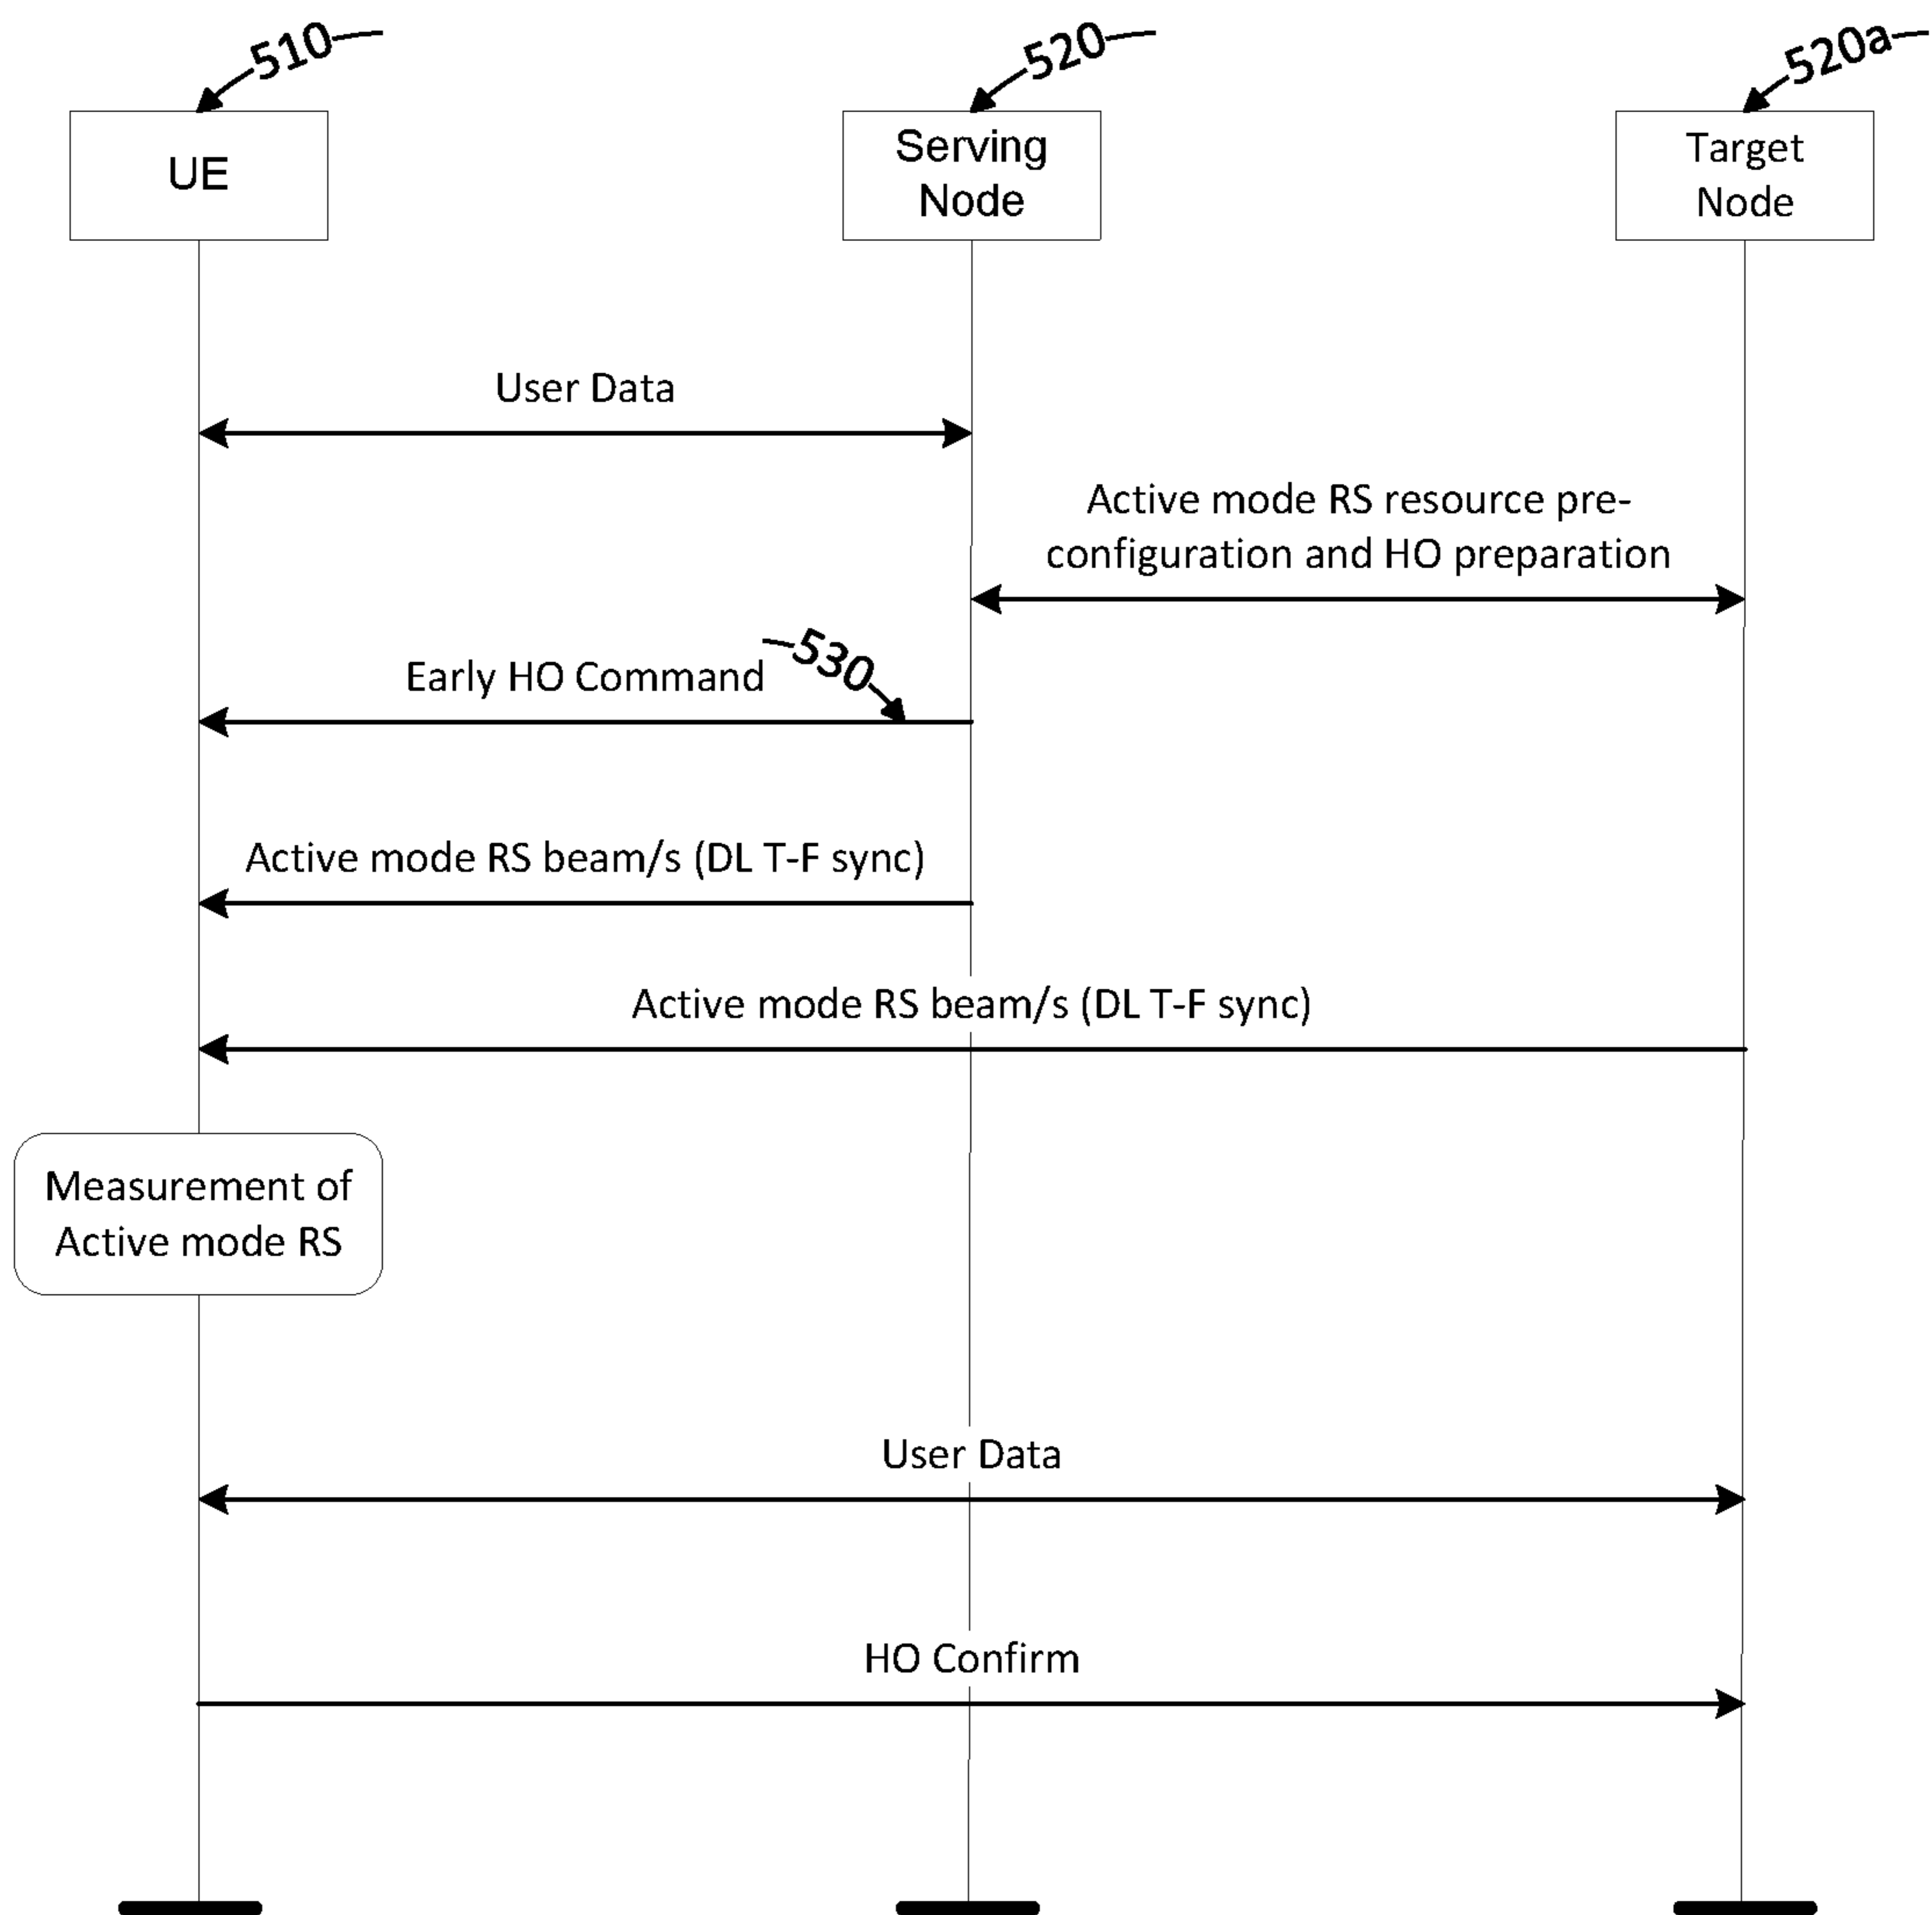 510
520
520a
UE
Serving
Node
Target
Node
User Data
Active mode RS resource pre-
configuration and HO preparation
530
Early HO Command
Active mode RS beam/s (DL T-F sync)
Active mode RS beam/s (DL T-F sync)
Measurement of
Active mode RS
User Data
HO Confirm